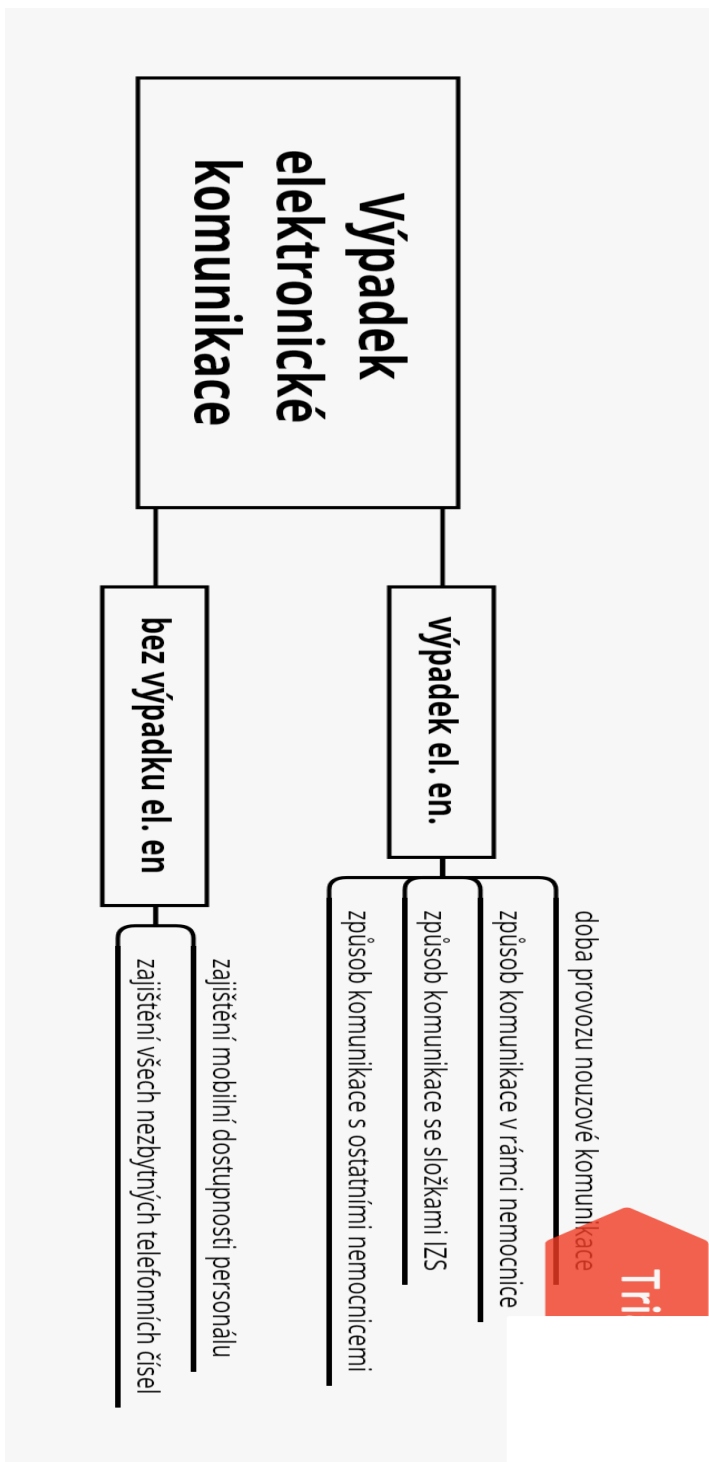 Výpadek
elektronické
komunikace
výpadek el. en.
doba provozu nouzové komunikace
způsob komunikace v rámci nemocnice
způsob komunikace se složkami IZS
způsob komunikace s ostatními nemocnicemi
bez výpadku el. en
zajištění mobilní dostupnosti personálu
zajištění všech nezbytných telefonních čísel